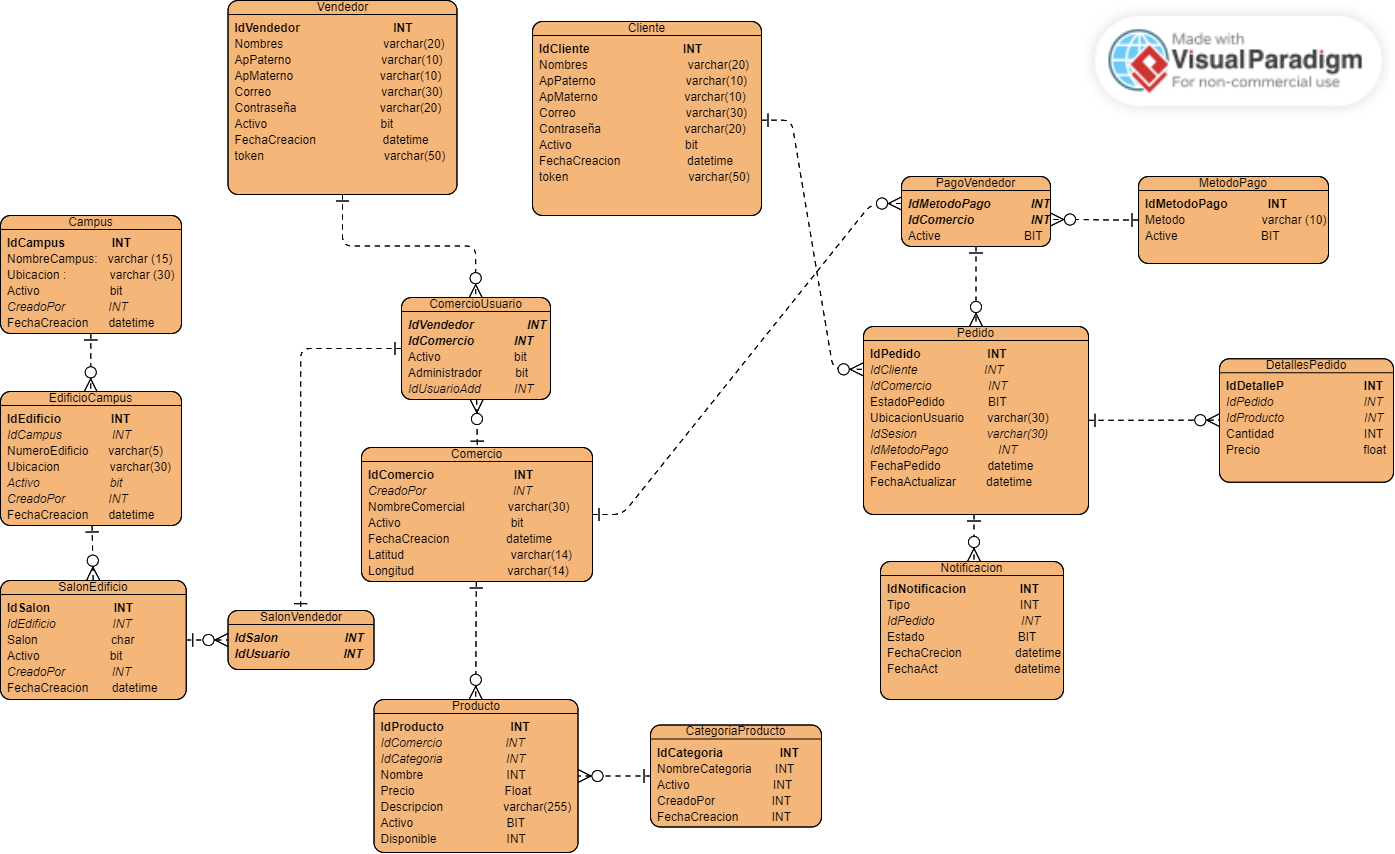 Vendedor
IdVendedor INT
Nombres varchar(20)
ApPaterno varchar(10)
ApMaterno varchar(10)
Correo varchar(30)
Contraseña varchar(20)
Activo bit
FechaCreacion datetime
token varchar(50)
Cliente
IdCliente INT
Nombres varchar(20)
ApPaterno varchar(10)
ApMaterno varchar(10)
Correo varchar(30)
Contraseña varchar(20)
Activo bit
FechaCreacion datetime
token varchar(50)
Made with
VisualParadigm
For non-commercial use
PagoVendedor
IdMetodoPago INT
IdComercio INT
Active BIT
MetodoPago
IdMetodoPago INT
Metodo varchar (10)
Active BIT
Campus
IdCampus INT
NombreCampus: varchar (15)
Ubicacion : varchar (30)
Activo bit
CreadoPor INT
FechaCreacion datetime
ComercioUsuario
IdVendedor INT
IdComercio INT
Activo bit
Administrador bit
IdUsuarioAdd INT
Pedido
IdPedido INT
IdCliente INT
IdComercio INT
EstadoPedido BIT
UbicacionUsuario varchar(30)
IdSesion varchar(30)
IdMetodoPago INT
FechaPedido datetime
FechaActualizar datetime
DetallesPedido
IdDetalleP INT
IdPedido INT
IdProducto INT
Cantidad INT
Precio float
EdificioCampus
IdEdificio INT
IdCampus INT
NumeroEdificio varchar(5)
Ubicacion varchar(30)
Activo bit
CreadoPor INT
FechaCreacion datetime
Comercio
IdComercio INT
CreadoPor INT
NombreComercial varchar(30)
Activo bit
FechaCreacion datetime
Latitud varchar(14)
Longitud varchar(14)
Notificacion
IdNotificacion INT
Tipo INT
IdPedido INT
Estado BIT
FechaCrecion datetime
FechaAct datetime
SalonEdificio
IdSalon INT
IdEdificio INT
Salon char
Activo bit
CreadoPor INT
FechaCreacion datetime
SalonVendedor
IdSalon INT
IdUsuario INT
Producto
IdProducto INT
IdComercio INT
IdCategoria INT
Nombre INT
Precio Float
Descripcion varchar(255)
Activo BIT
Disponible INT
CategoriaProducto
IdCategoria INT
NombreCategoria INT
Activo INT
CreadoPor INT
FechaCreacion INT